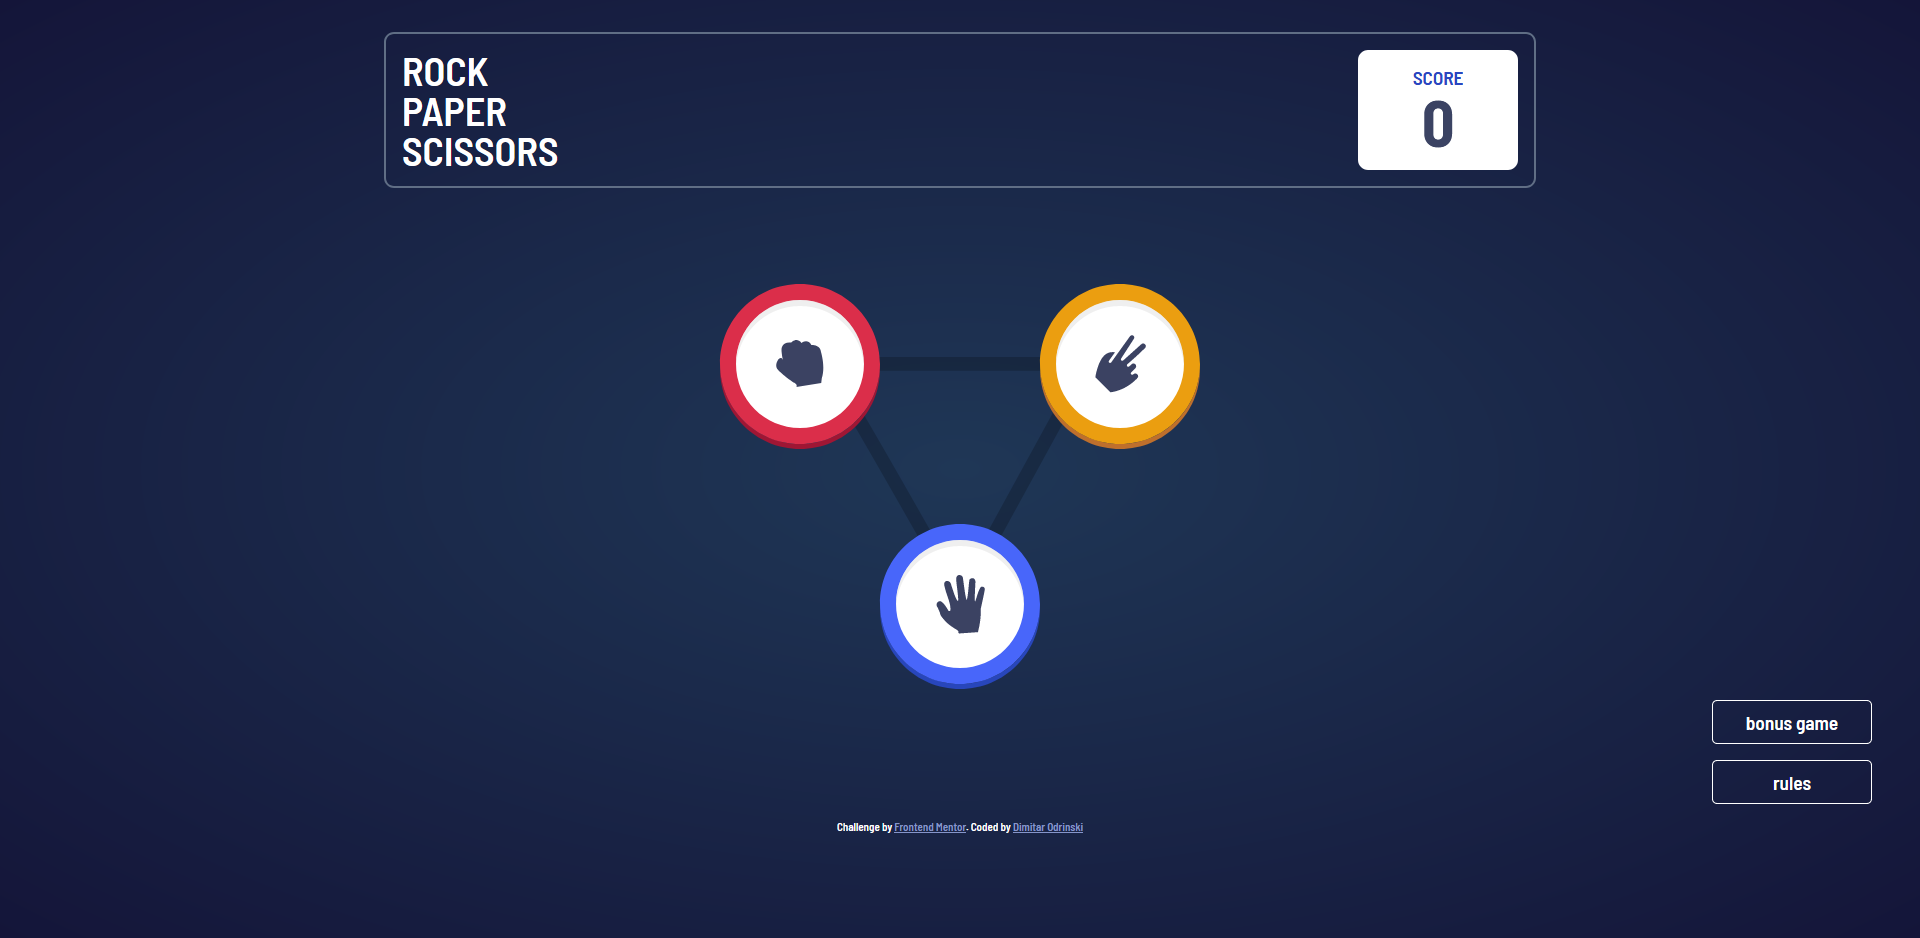 ROCK
PAPER
SCISSORS
SCORE
0
bonus game
rules
Challenge by Frontend Mentor. Coded by Dimitar Odrinski